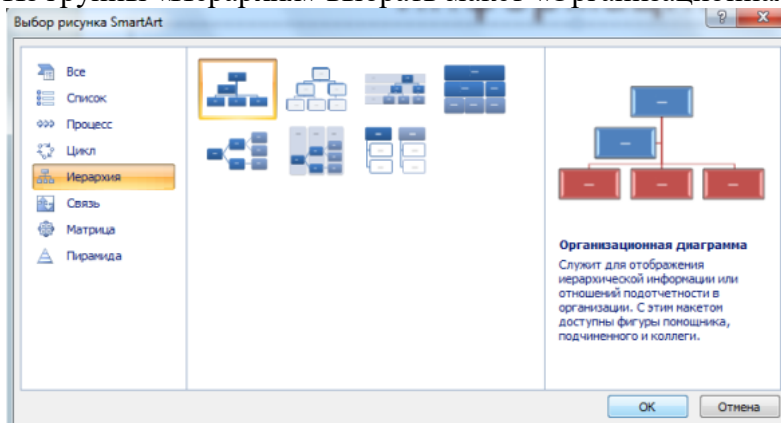 Выбор рисунка SmartArt
Все
Список
Процесс
Цикл
Иерархия
Связь
Матрица
Пирамида
Организационная диаграмма
Служит для отображения
иерархической информации или
отношений подотчетности в
организации. С этим макетом
доступны фигуры помощника,
подчиненного и коллеги.
ОК
Отмена